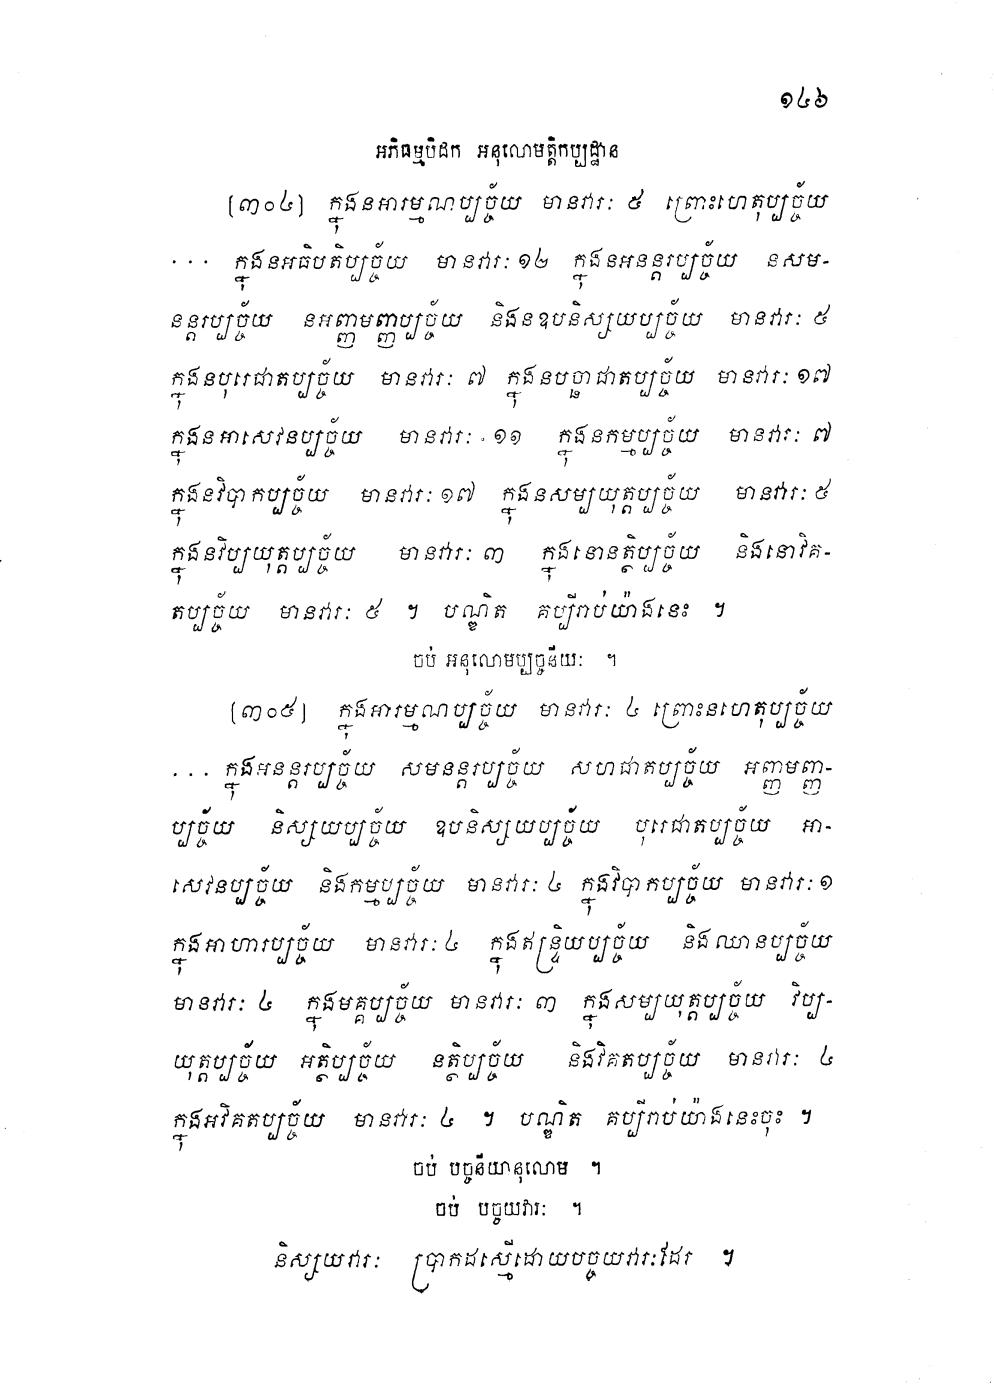 ១៤៦
អភិធម្មបិដក អនុលោមត្តិកប្បដ្ឋាន
(៣០៤) ក្នុងនអារម្មណប្បច្ច័យ មានវារៈ ៥ ព្រោះហេតុប្បច្ច័យ
... ក្នុងនអធិបតិប្បច្ច័យ មានវារៈ ១២ ក្នុងនអនន្តរប្បច្ច័យ នសម-
នន្តរប្បច្ច័យ នអញ្ញាមញ្ញាប្បច្ច័យ និងនឧបនិស្សយប្បច្ច័យ មានវារៈ ៥
ក្នុងនបុរេជាតប្បច្ច័យ មានវារៈ ៧ ក្នុងនបច្ឆាជាតប្បច្ច័យ មានវារៈ ១៧
ក្នុងនអាសេវនប្បច្ច័យ មានវារៈ ១១ ក្នុងនកម្មប្បច្ច័យ មានវារៈ ៧
ក្នុងនវិបាកប្បច្ច័យ មានវារៈ ១៧ ក្នុងនសម្បយុត្តប្បច្ច័យ មានវារៈ ៥
ក្នុងនវិប្បយុត្តប្បច្ច័យ មានវារៈ ៣ ក្នុងនោនត្ថិប្បច្ច័យ និងនោវិគ-
តប្បច្ច័យ មានវារៈ ៥ ។ បណ្ឌិត គប្បីរាប់យ៉ាងនេះ ។
ចប់ អនុលោមប្បច្ចនីយៈ ។
(៣០៥) ក្នុងអារម្មណប្បច្ច័យ មានវារៈ ៤ ព្រោះនហេតុប្បច្ច័យ
... ក្នុងអនន្តរប្បច្ច័យ សមនន្តរប្បច្ច័យ សហជាតប្បច្ច័យ អញ្ញាមញ្ញា-
ប្បច្ច័យ និស្សយប្បច្ច័យ ឧបនិស្សយប្បច្ច័យ បុរេជាតប្បច្ច័យ អា-
សេវនប្បច្ច័យ និងកម្មប្បច្ច័យ មានវារៈ ៤ ក្នុងវិបាកប្បច្ច័យ មានវារៈ ១
ក្នុងអាហារប្បច្ច័យ មានវារៈ ៤ ក្នុងឥន្ទ្រិយប្បច្ច័យ និងឈានប្បច្ច័យ
មានវារៈ ៤ ក្នុងមគ្គប្បច្ច័យ មានវារៈ ៣ ក្នុងសម្បយុត្តប្បច្ច័យ វិប្ប-
យុត្តប្បច្ច័យ អត្ថិប្បច្ច័យ នត្ថិប្បច្ច័យ និងវិគតប្បច្ច័យ មានវារៈ ៤
ក្នុងអវិគតប្បច្ច័យ មានវារៈ ៤ ។ បណ្ឌិត គប្បីរាប់យ៉ាងនេះចុះ ។
ចប់ បច្ចនីយានុលោម ។
ចប់ បច្ចយវារៈ ។
និស្សយវារៈ ប្រាកដស្មើដោយបច្ចយវារៈដែរ ។